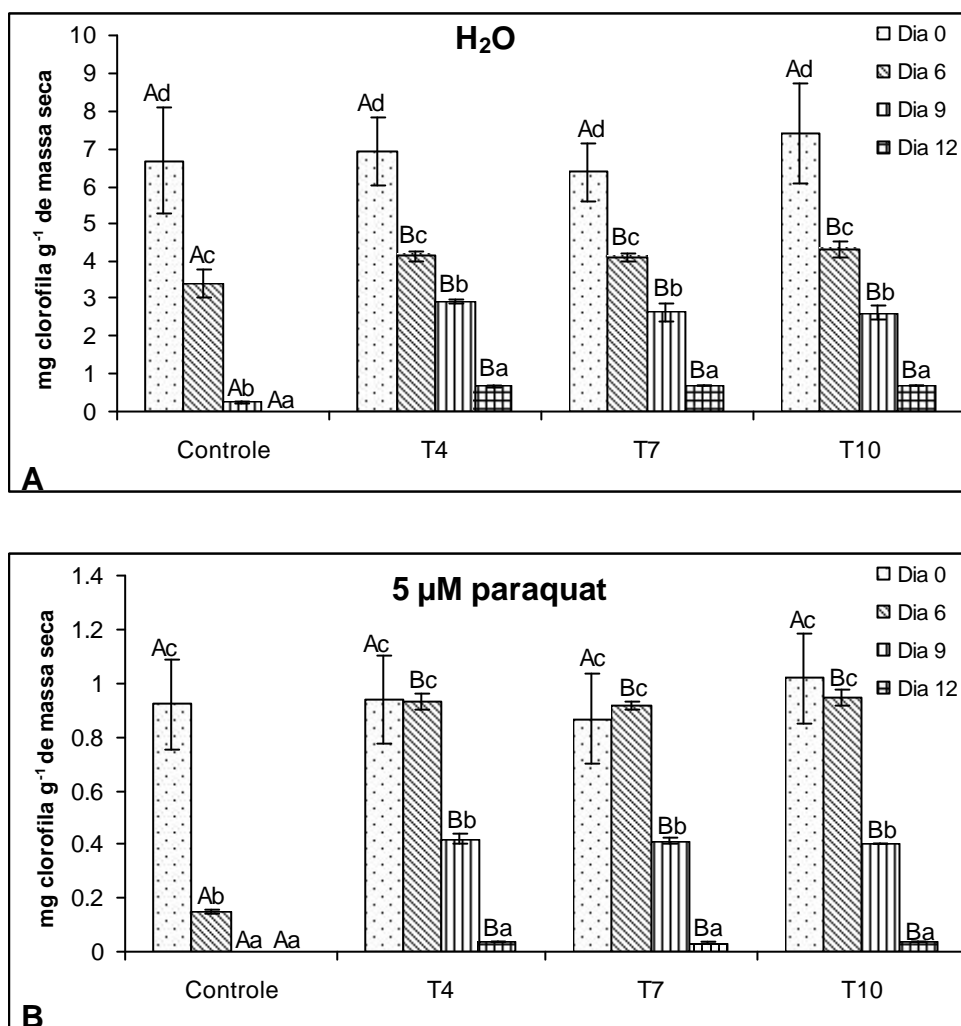 H₂O
mg clorofila g⁻¹ de massa seca
10
9
8
7
6
5
4
3
2
1
0
Ad Ac Ab Aa
Ad Bc Bb Ba
Ad Bc Bb Ba
Ad Bc Bb Ba
Dia 0
Dia 6
Dia 9
Dia 12
Controle T4 T7 T10
A
5 µM paraquat
mg clorofila g⁻¹ de massa seca
1.4
1.2
1
0.8
0.6
0.4
0.2
0
Ac Ab Aa Aa
Ac Bc Bb Ba
Ac Bc Bb Ba
Ac Bc Bb Ba
Dia 0
Dia 6
Dia 9
Dia 12
Controle T4 T7 T10
B